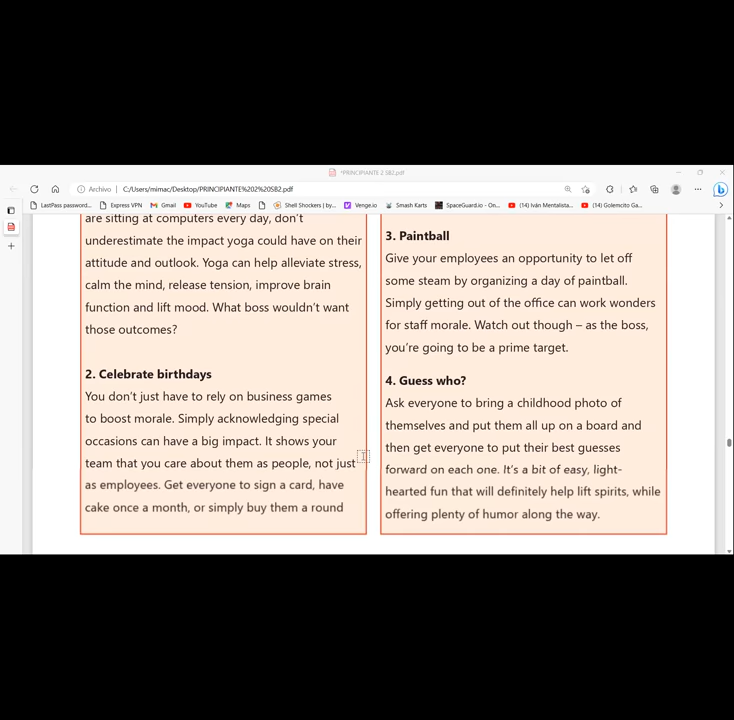 *PRINCIPIANTE 2 SB2.pdf
Archivo | C:/Users/mimac/Desktop/PRINCIPIANTE%202%20SB2.pdf
LastPass password... Express VPN Gmail YouTube Maps Shell Shockers | by... Venge.io Smash Karts SpaceGuard.io - On... (14) Iván Mentalista... (14) Golemcito Ga...
are sitting at computers every day, don't
underestimate the impact yoga could have on their
attitude and outlook. Yoga can help alleviate stress,
calm the mind, release tension, improve brain
function and lift mood. What boss wouldn't want
those outcomes?
2. Celebrate birthdays
You don't just have to rely on business games
to boost morale. Simply acknowledging special
occasions can have a big impact. It shows your
team that you care about them as people, not just
as employees. Get everyone to sign a card, have
cake once a month, or simply buy them a round
3. Paintball
Give your employees an opportunity to let off
some steam by organizing a day of paintball.
Simply getting out of the office can work wonders
for staff morale. Watch out though – as the boss,
you're going to be a prime target.
4. Guess who?
Ask everyone to bring a childhood photo of
themselves and put them all up on a board and
then get everyone to put their best guesses
forward on each one. It's a bit of easy, light-
hearted fun that will definitely help lift spirits, while
offering plenty of humor along the way.